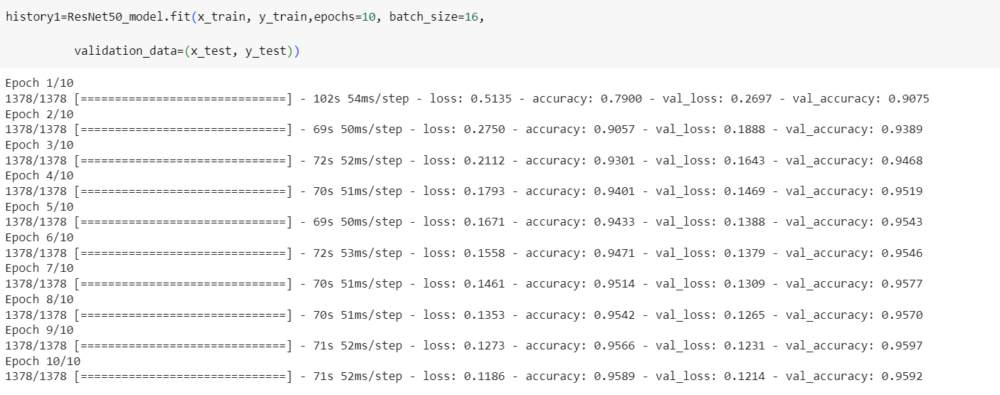 history1=ResNet50_model.fit(x_train, y_train,epochs=10, batch_size=16,
validation_data=(x_test, y_test))
Epoch 1/10
1378/1378 [==============================] - 102s 54ms/step - loss: 0.5135 - accuracy: 0.7900 - val_loss: 0.2697 - val_accuracy: 0.9075
Epoch 2/10
1378/1378 [==============================] - 69s 50ms/step - loss: 0.2750 - accuracy: 0.9057 - val_loss: 0.1888 - val_accuracy: 0.9389
Epoch 3/10
1378/1378 [==============================] - 72s 52ms/step - loss: 0.2112 - accuracy: 0.9301 - val_loss: 0.1643 - val_accuracy: 0.9468
Epoch 4/10
1378/1378 [==============================] - 70s 51ms/step - loss: 0.1793 - accuracy: 0.9401 - val_loss: 0.1469 - val_accuracy: 0.9519
Epoch 5/10
1378/1378 [==============================] - 69s 50ms/step - loss: 0.1671 - accuracy: 0.9433 - val_loss: 0.1388 - val_accuracy: 0.9543
Epoch 6/10
1378/1378 [==============================] - 72s 53ms/step - loss: 0.1558 - accuracy: 0.9471 - val_loss: 0.1379 - val_accuracy: 0.9546
Epoch 7/10
1378/1378 [==============================] - 70s 51ms/step - loss: 0.1461 - accuracy: 0.9514 - val_loss: 0.1309 - val_accuracy: 0.9577
Epoch 8/10
1378/1378 [==============================] - 70s 51ms/step - loss: 0.1353 - accuracy: 0.9542 - val_loss: 0.1265 - val_accuracy: 0.9570
Epoch 9/10
1378/1378 [==============================] - 71s 52ms/step - loss: 0.1273 - accuracy: 0.9566 - val_loss: 0.1231 - val_accuracy: 0.9597
Epoch 10/10
1378/1378 [==============================] - 71s 52ms/step - loss: 0.1186 - accuracy: 0.9589 - val_loss: 0.1214 - val_accuracy: 0.9592